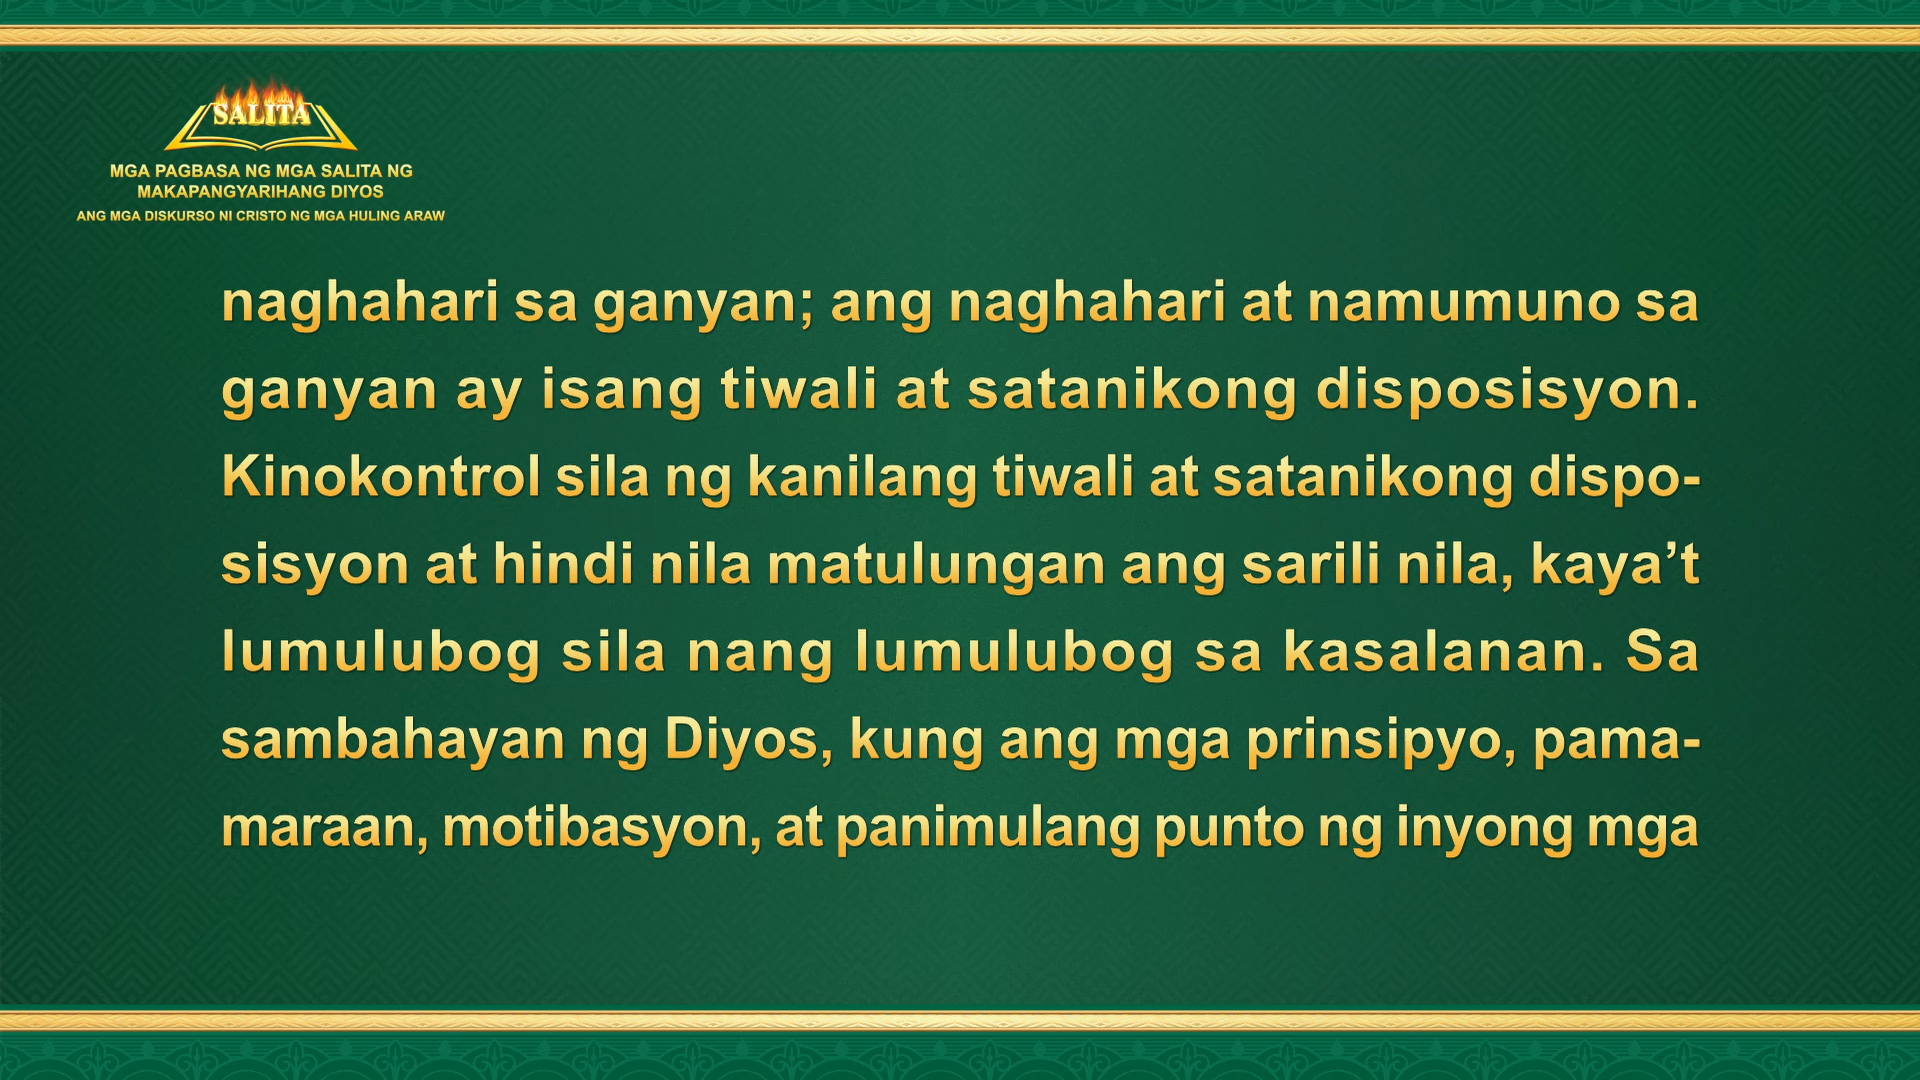 SALITA
MGA PAGBASA NG MGA SALITA NG
MAKAPANGYARIHANG DIYOS
ANG MGA DISKURSO NI CRISTO NG MGA HULING ARAW
naghahari sa ganyan; ang naghahari at namumuno sa
ganyan ay isang tiwali at satanikong disposisyon.
Kinokontrol sila ng kanilang tiwali at satanikong dispo-
sisyon at hindi nila matulungan ang sarili nila, kaya’t
lumulubog sila nang lumulubog sa kasalanan. Sa
sambahayan ng Diyos, kung ang mga prinsipyo, pama-
maraan, motibasyon, at panimulang punto ng inyong mga